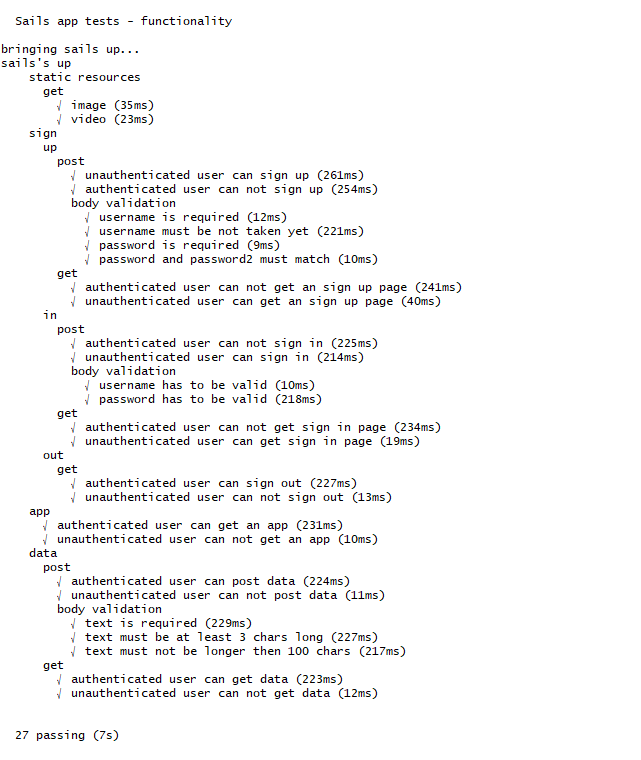 Sails app tests - functionality
bringing sails up...
sails's up
static resources
get
√ image (35ms)
√ video (23ms)
sign
up
post
√ unauthenticated user can sign up (261ms)
√ authenticated user can not sign up (254ms)
body validation
√ username is required (12ms)
√ username must be not taken yet (221ms)
√ password is required (9ms)
√ password and password2 must match (10ms)
get
√ authenticated user can not get an sign up page (241ms)
√ unauthenticated user can get an sign up page (40ms)
in
post
√ authenticated user can not sign in (225ms)
√ unauthenticated user can sign in (214ms)
body validation
√ username has to be valid (10ms)
√ password has to be valid (218ms)
get
√ authenticated user can not get sign in page (234ms)
√ unauthenticated user can get sign in page (19ms)
out
get
√ authenticated user can sign out (227ms)
√ unauthenticated user can not sign out (13ms)
app
√ authenticated user can get an app (231ms)
√ unauthenticated user can not get an app (10ms)
data
post
√ authenticated user can post data (224ms)
√ unauthenticated user can not post data (11ms)
body validation
√ text is required (229ms)
√ text must be at least 3 chars long (227ms)
√ text must not be longer then 100 chars (217ms)
get
√ authenticated user can get data (223ms)
√ unauthenticated user can not get data (12ms)
27 passing (7s)